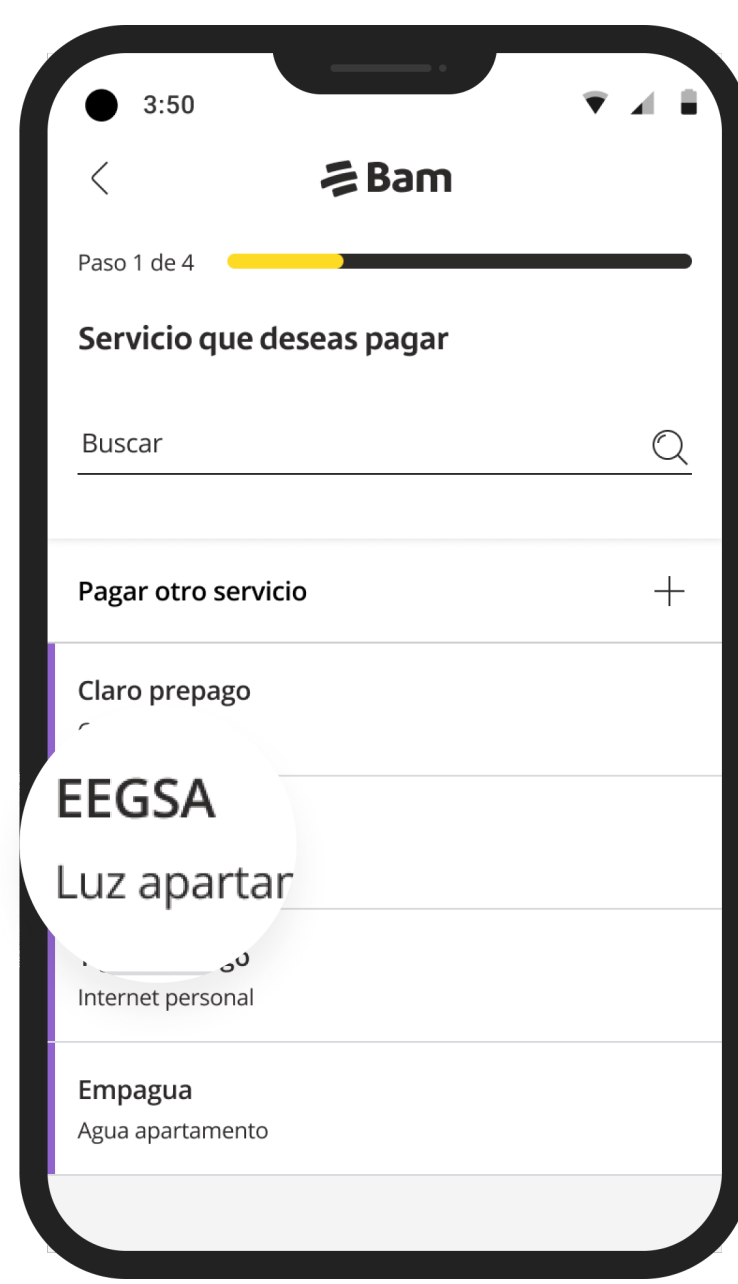 3:50
Bam
Paso 1 de 4
Servicio que deseas pagar
Buscar
Pagar otro servicio
Claro prepago
EEGSA
Luz apartar
Internet personal
Empagua
Agua apartamento